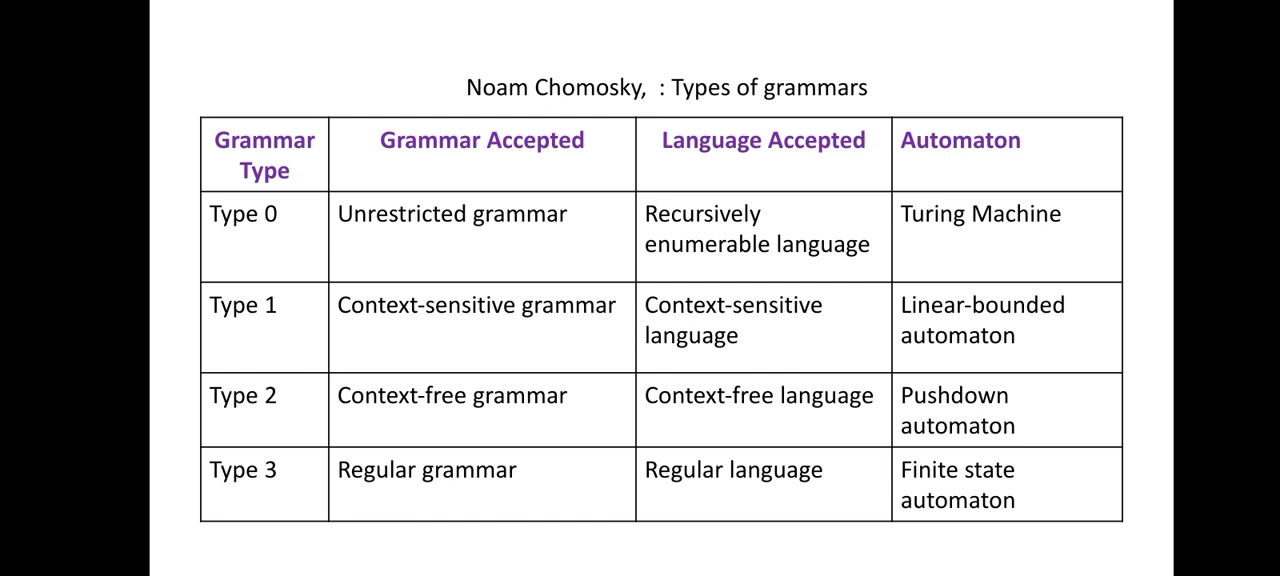 Noam Chomosky,  : Types of grammars
Grammar Type
Grammar Accepted
Language Accepted
Automaton
Type 0
Unrestricted grammar
Recursively
enumerable language
Turing Machine
Type 1
Context-sensitive grammar
Context-sensitive
language
Linear-bounded
automaton
Type 2
Context-free grammar
Context-free language
Pushdown
automaton
Type 3
Regular grammar
Regular language
Finite state
automaton